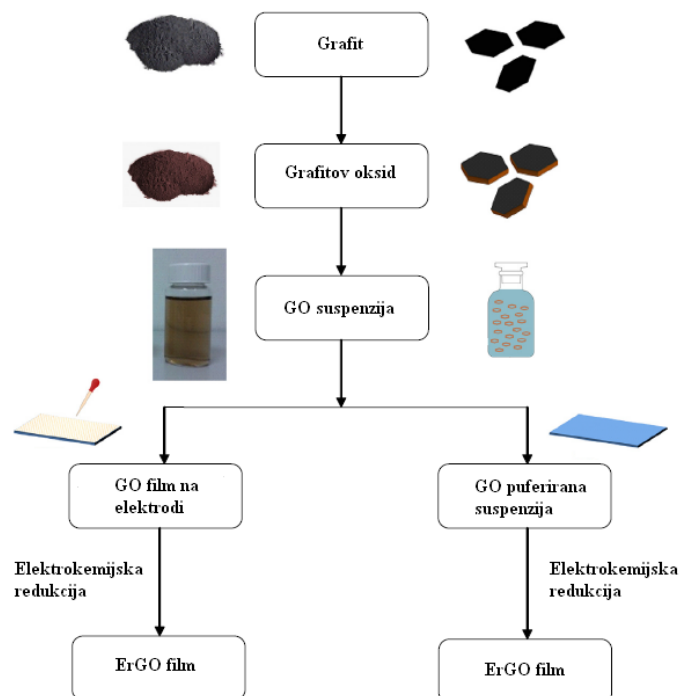 Grafit
Grafitov oksid
GO suspenzija
GO film na
elektrodi
GO puferirana
suspenzija
Elektrokemijska
redukcija
Elektrokemijska
redukcija
ErGO film
ErGO film